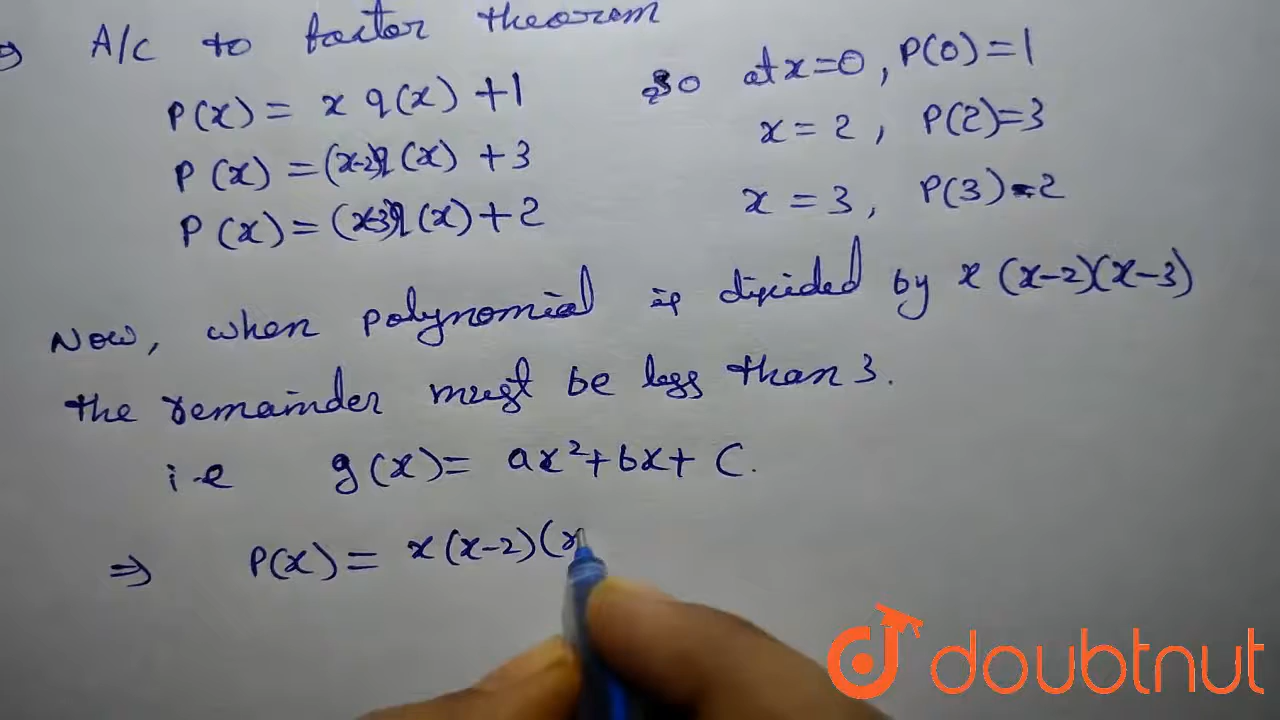 ⇒ A/C to factor theorem
P(x) = x q(x) + 1 So at x=0, P(0)=1
P(x) = (x-2)q(x) + 3 x = 2, P(2)=3
P(x) = (x-3)q(x) + 2 x = 3, P(3)=2
Now, when polynomial is divided by x (x-2)(x-3)
the remainder must be less than 3.
i.e g(x) = ax²+bx+ C.
⇒ P(x) = x(x-2)(x
doubtnut